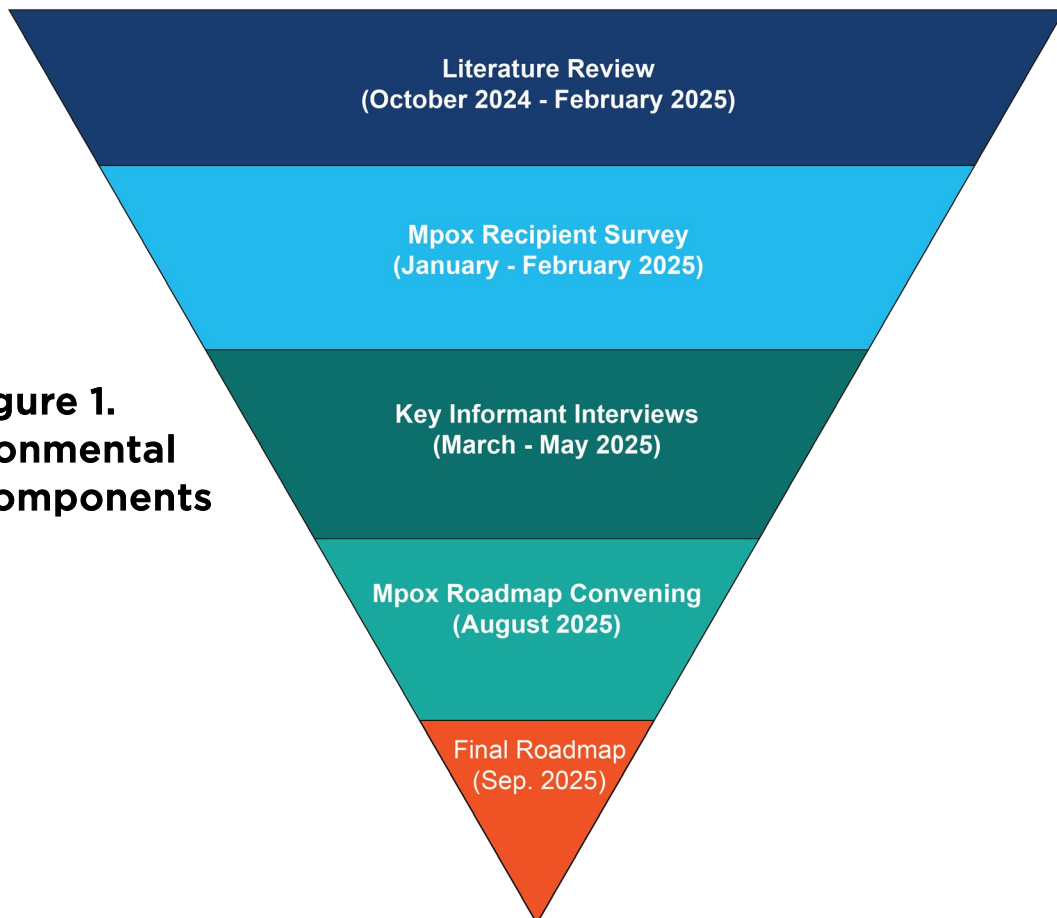 Literature Review
(October 2024 - February 2025)
Mpox Recipient Survey
(January - February 2025)
gure 1.
onmental
omponents
Key Informant Interviews
(March - May 2025)
Mpox Roadmap Convening
(August 2025)
Final Roadmap
(Sep. 2025)